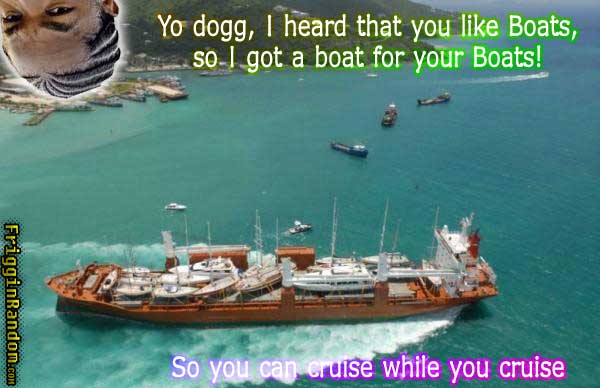 Yo dogg, I heard that you like Boats,
so I got a boat for your Boats!
FrigginRandom.com
So you can cruise while you cruise